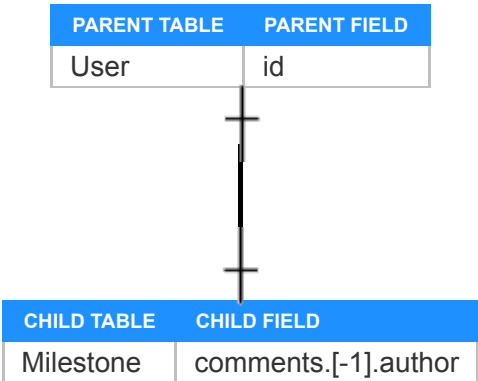 PARENT TABLE PARENT FIELD
User id
CHILD TABLE CHILD FIELD
Milestone comments.[-1].author